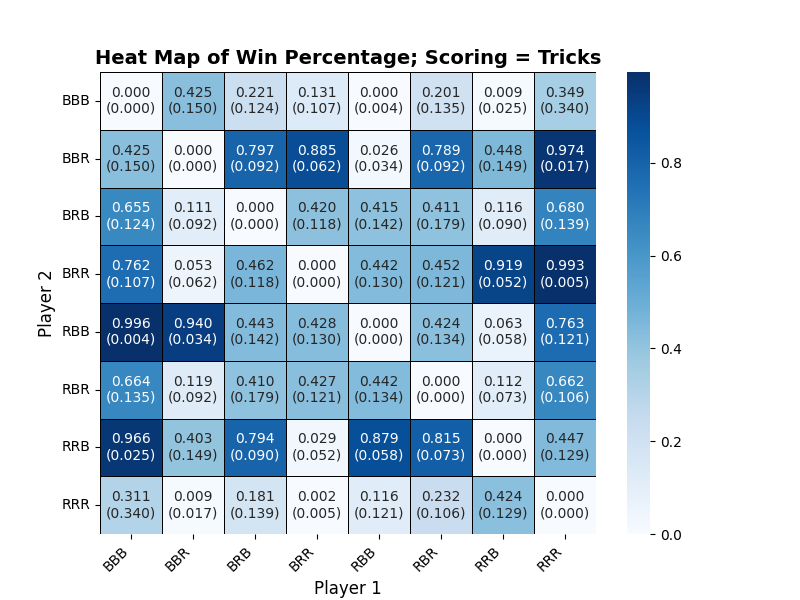 Heat Map of Win Percentage; Scoring = Tricks
BBB 0.000 0.425 0.221 0.131 0.000 0.201 0.009 0.349
(0.000) (0.150) (0.124) (0.107) (0.004) (0.135) (0.025) (0.340)
BBR 0.425 0.000 0.797 0.885 0.026 0.789 0.448 0.974
(0.150) (0.000) (0.092) (0.062) (0.034) (0.092) (0.149) (0.017)
BRB 0.655 0.111 0.000 0.420 0.415 0.411 0.116 0.680
(0.124) (0.092) (0.000) (0.118) (0.142) (0.179) (0.090) (0.139)
BRR 0.762 0.053 0.462 0.000 0.442 0.452 0.919 0.993
(0.107) (0.062) (0.118) (0.000) (0.130) (0.121) (0.052) (0.005)
RBB 0.996 0.940 0.443 0.428 0.000 0.424 0.063 0.763
(0.004) (0.034) (0.142) (0.130) (0.000) (0.134) (0.058) (0.121)
RBR 0.664 0.119 0.410 0.427 0.442 0.000 0.112 0.662
(0.135) (0.092) (0.179) (0.121) (0.134) (0.000) (0.073) (0.106)
RRB 0.966 0.403 0.794 0.029 0.879 0.815 0.000 0.447
(0.025) (0.149) (0.090) (0.052) (0.058) (0.073) (0.000) (0.129)
RRR 0.311 0.009 0.181 0.002 0.116 0.232 0.424 0.000
(0.340) (0.017) (0.139) (0.005) (0.121) (0.106) (0.129) (0.000)
BBB BBR BRB BRR RBB RBR RRB RRR
Player 1
Player 2
0.8
0.6
0.4
0.2
0.0